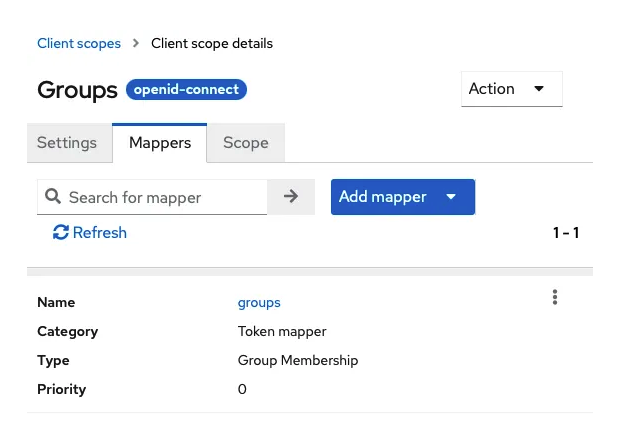 Client scopes > Client scope details
Groups openid-connect
Action
Settings Mappers Scope
Search for mapper Add mapper
Refresh 1 - 1
Name groups
Category Token mapper
Type Group Membership
Priority 0